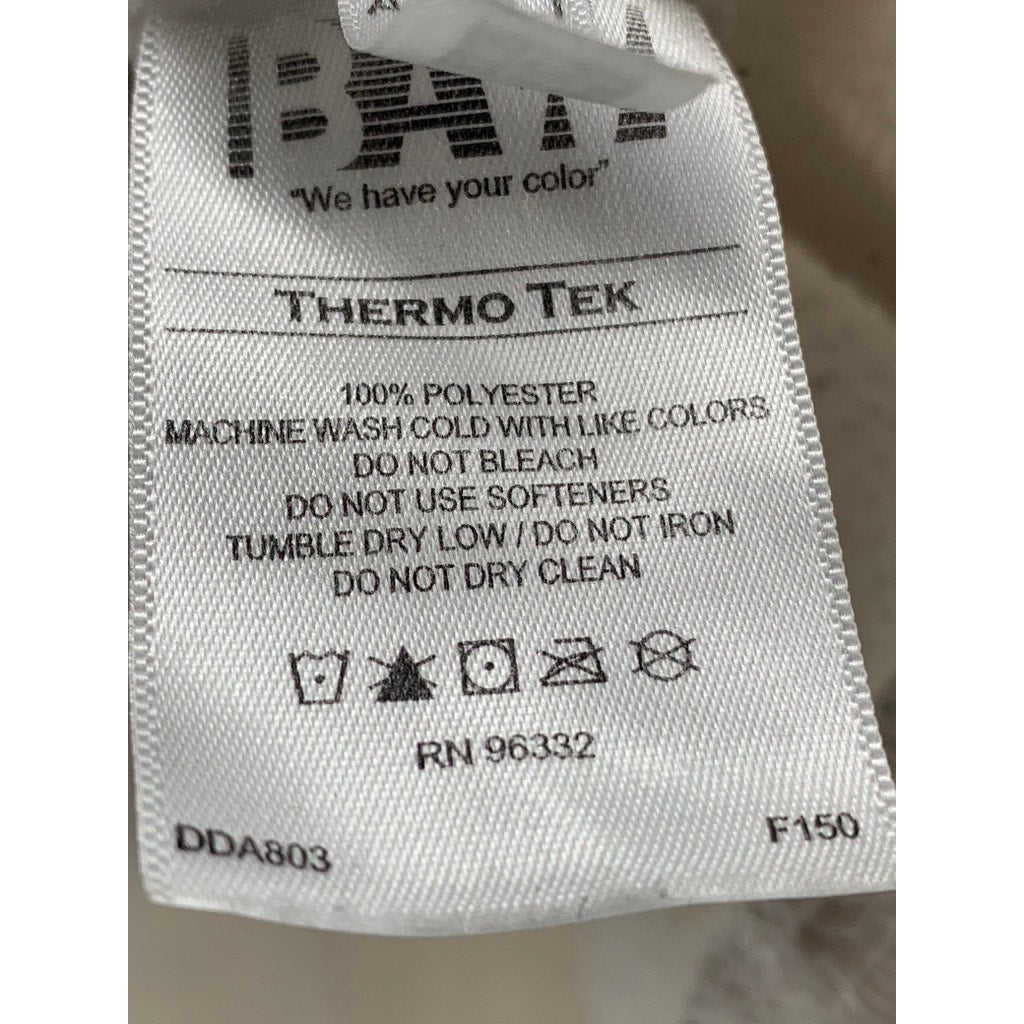 "We have your color"
THERMO TEK
100% POLYESTER
MACHINE WASH COLD WITH LIKE COLORS
DO NOT BLEACH
DO NOT USE SOFTENERS
TUMBLE DRY LOW / DO NOT IRON
DO NOT DRY CLEAN
RN 96332
DDA803
F150